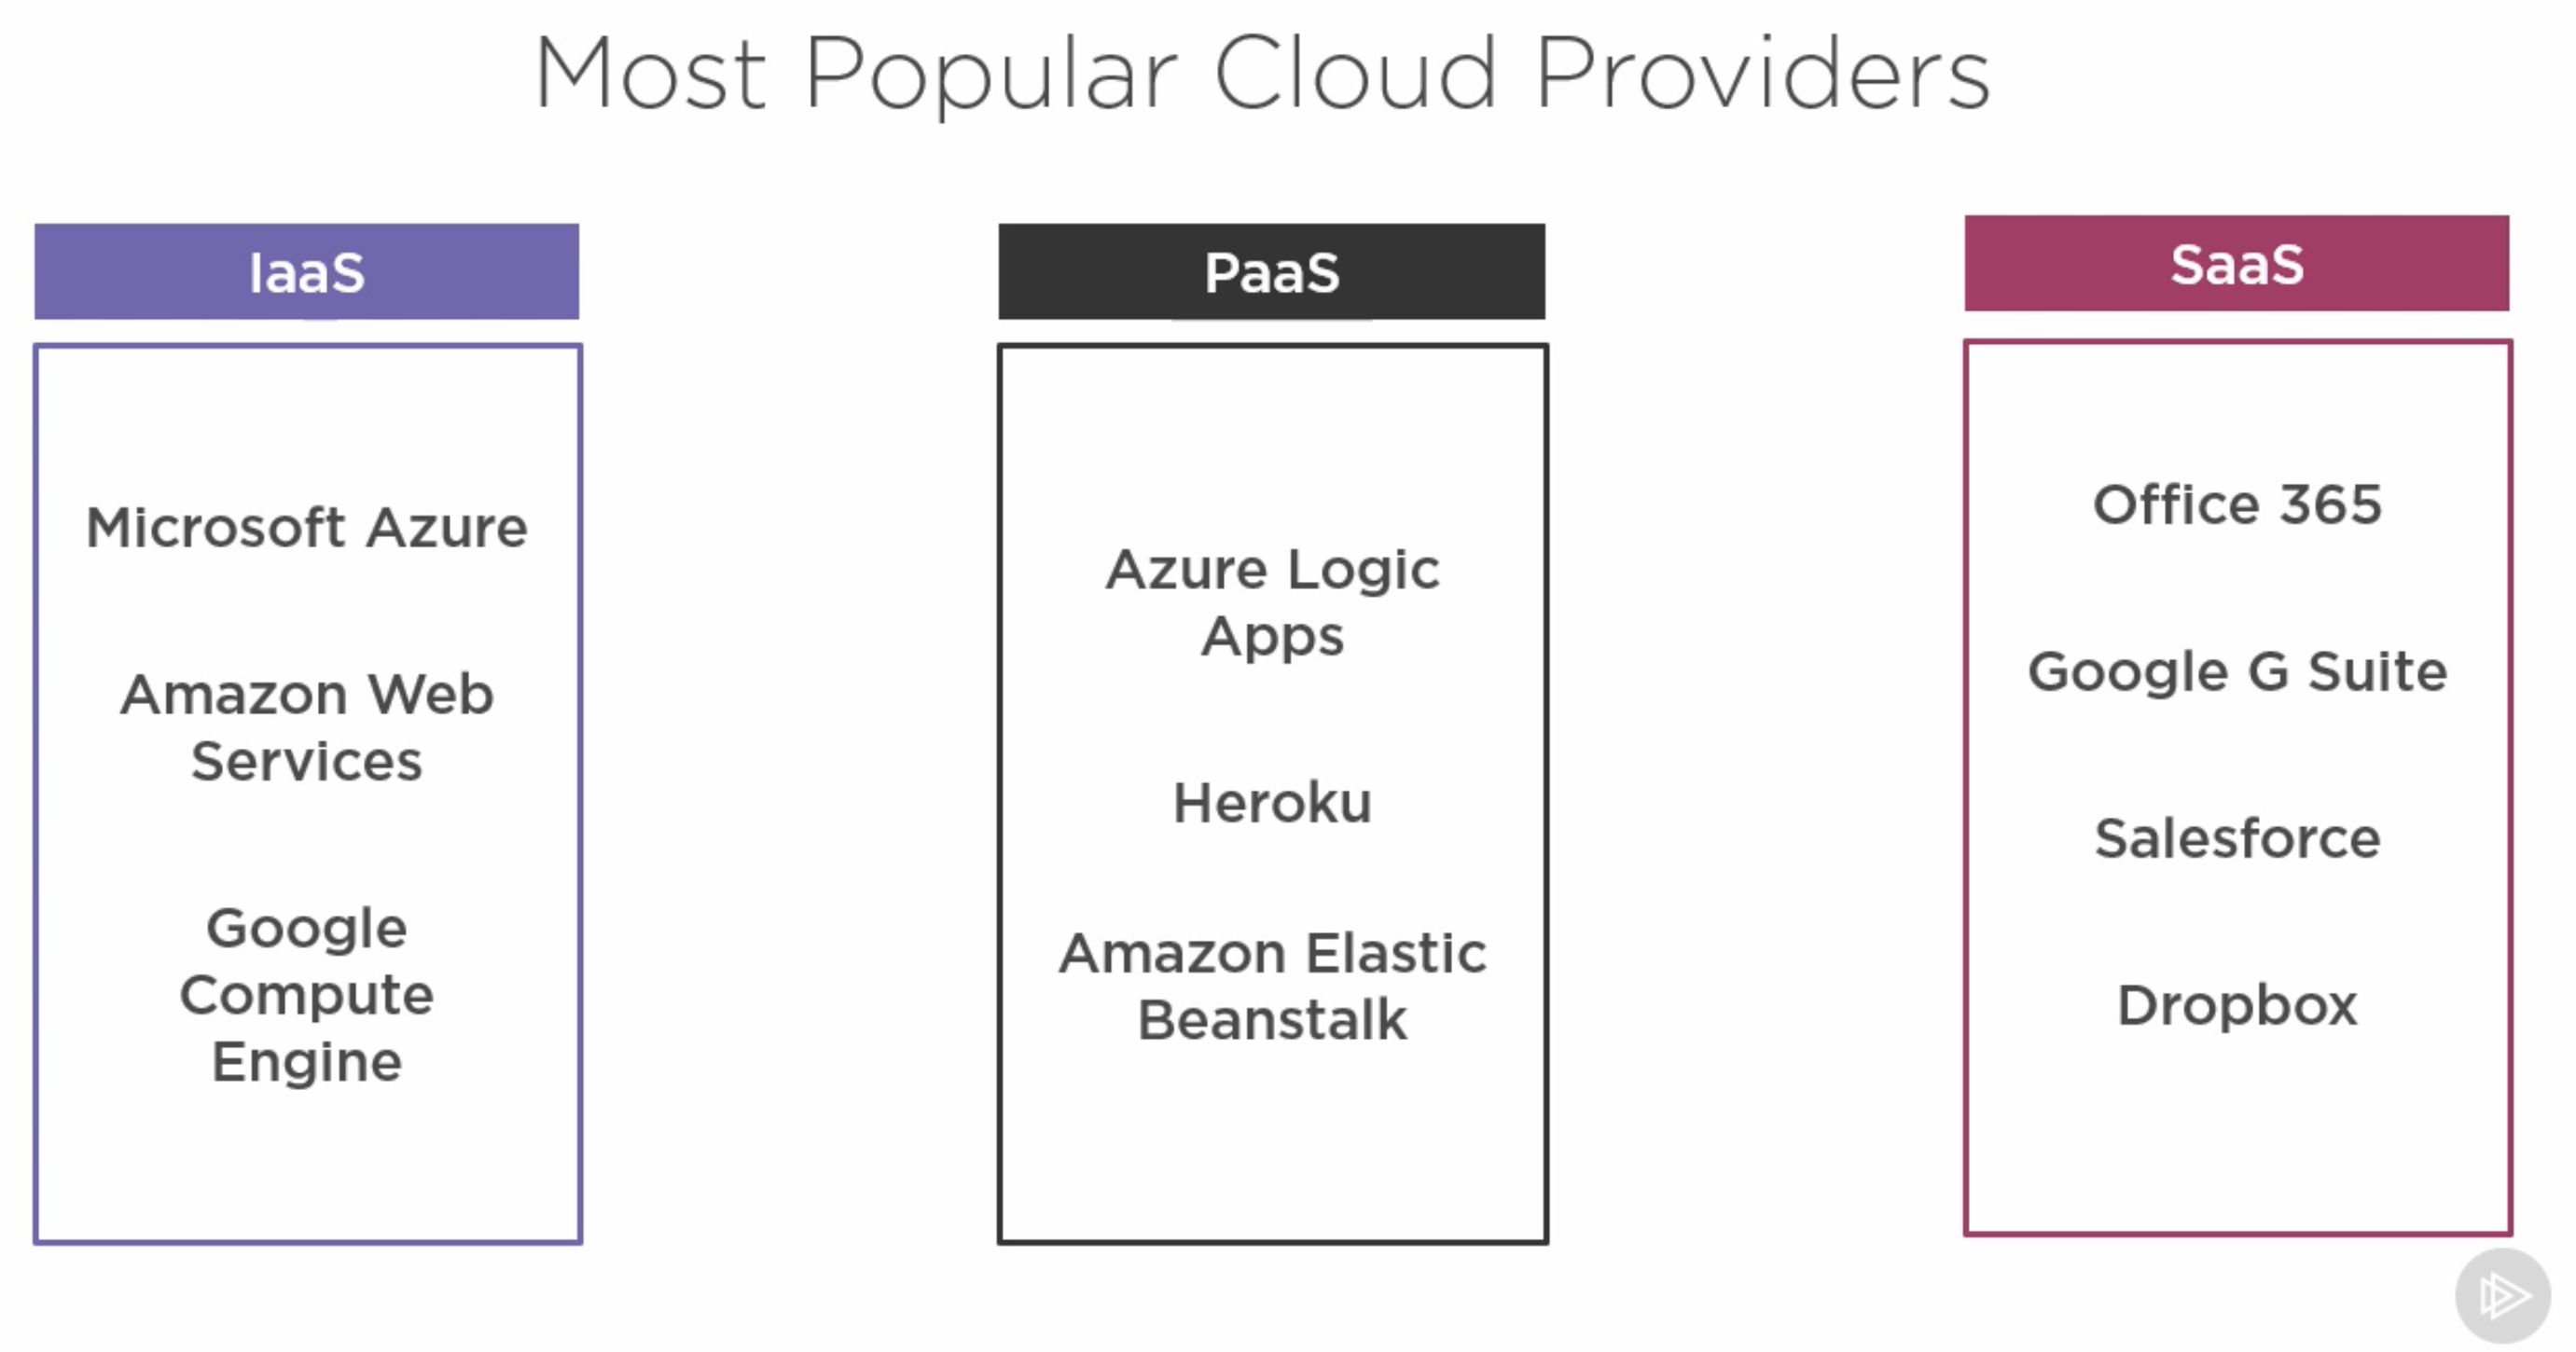 Most Popular Cloud Providers
IaaS
Microsoft Azure
Amazon Web
Services
Google
Compute
Engine
PaaS
Azure Logic
Apps
Heroku
Amazon Elastic
Beanstalk
SaaS
Office 365
Google G Suite
Salesforce
Dropbox